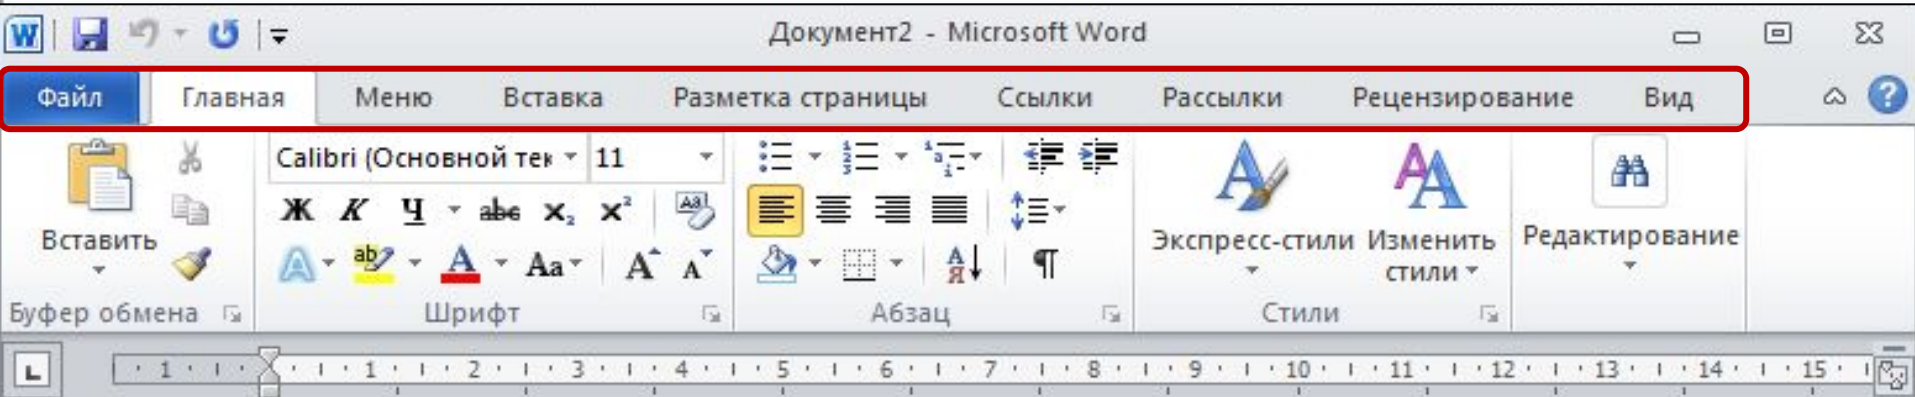 W
Документ2 - Microsoft Word
Файл Главная Меню Вставка Разметка страницы Ссылки Рассылки Рецензирование Вид
Calibri (Основной тек 11
Ж К Ч abe x₂ x²
Aa A A
Вставить
Экспресс-стили Изменить стили
Редактирование
Буфер обмена Шрифт Абзац Стили
1 1 2 3 4 5 6 7 8 9 10 11 12 13 14 15